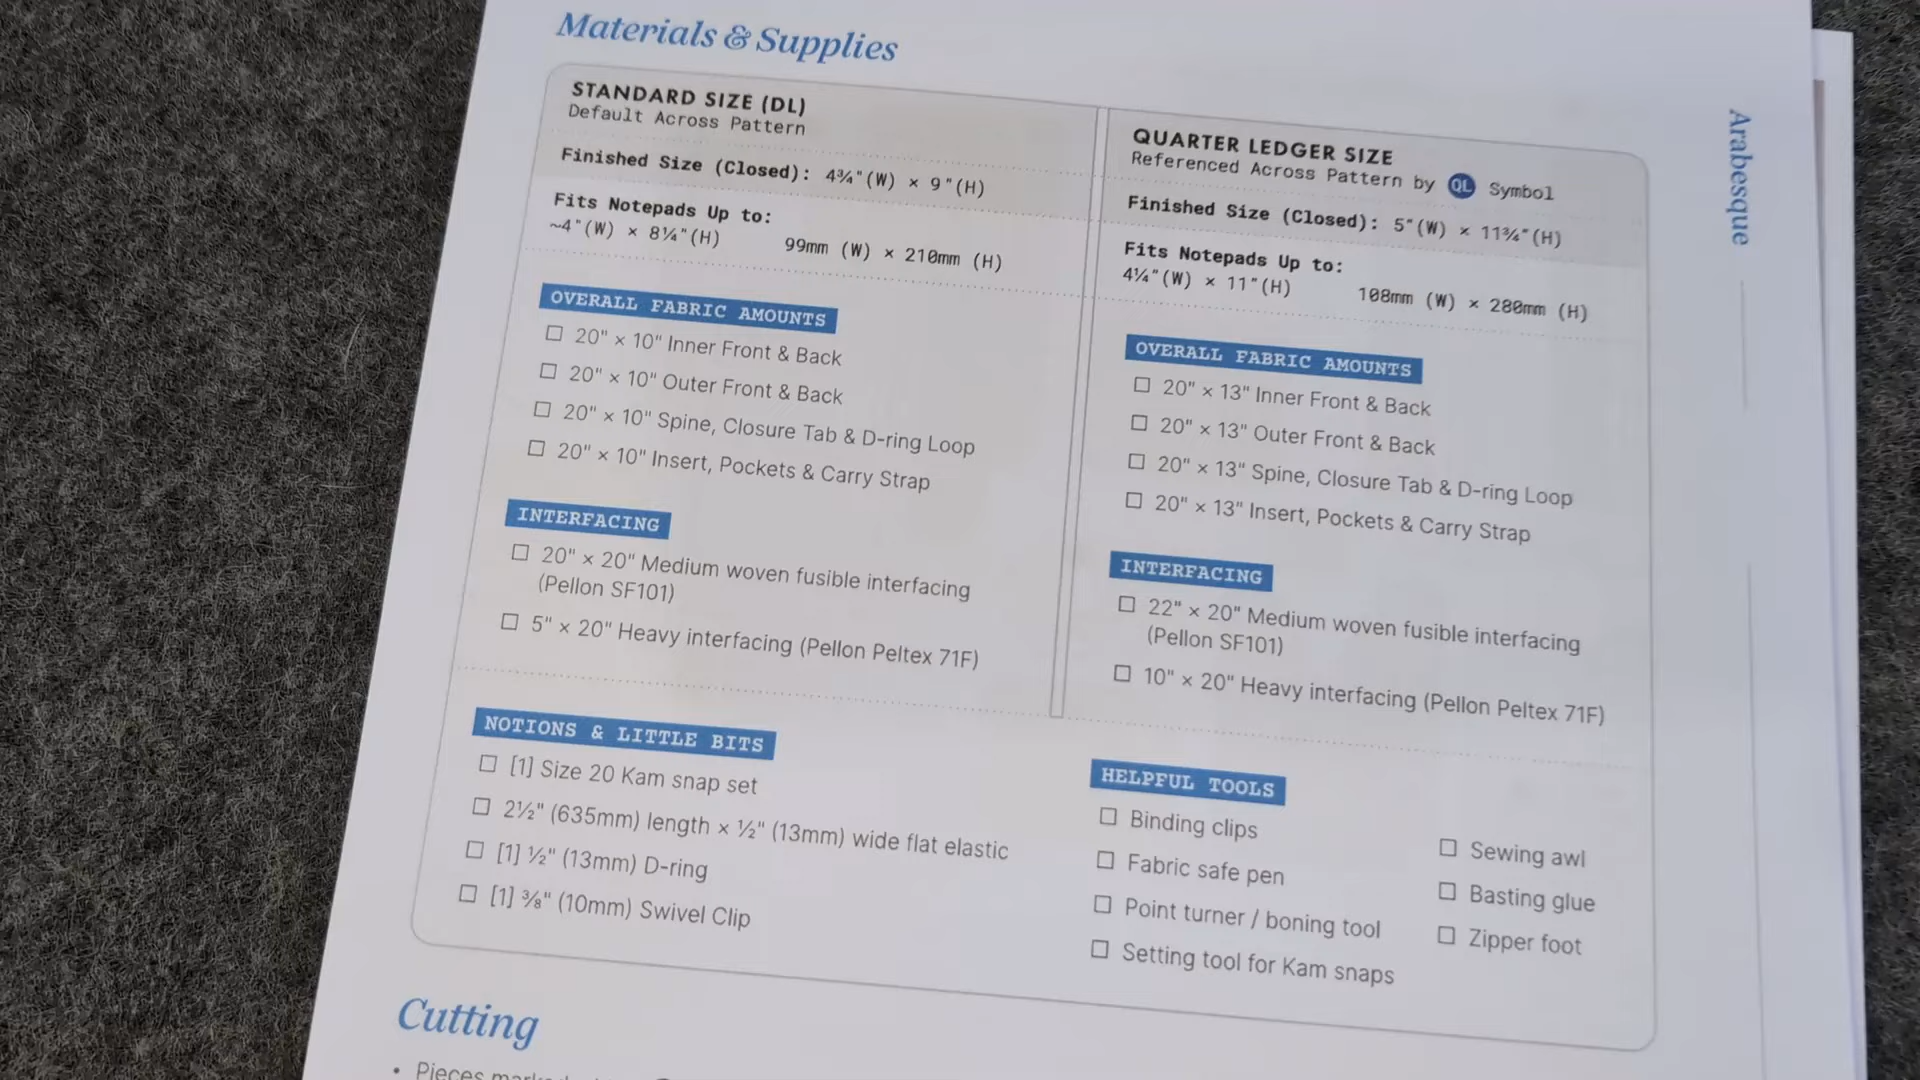 Materials & Supplies
STANDARD SIZE (DL)
Default Across Pattern
Finished Size (Closed): 4¾"(W) × 9"(H)
Fits Notepads Up to:
~4"(W) × 8¼"(H) 99mm (W) × 210mm (H)
OVERALL FABRIC AMOUNTS
☐ 20" × 10" Inner Front & Back
☐ 20" × 10" Outer Front & Back
☐ 20" × 10" Spine, Closure Tab & D-ring Loop
☐ 20" × 10" Insert, Pockets & Carry Strap
INTERFACING
☐ 20" × 20" Medium woven fusible interfacing
(Pellon SF101)
☐ 5" × 20" Heavy interfacing (Pellon Peltex 71F)
QUARTER LEDGER SIZE
Referenced Across Pattern by QL Symbol
Finished Size (Closed): 5"(W) × 11¾"(H)
Fits Notepads Up to:
4¼"(W) × 11"(H) 108mm (W) × 280mm (H)
OVERALL FABRIC AMOUNTS
☐ 20" × 13" Inner Front & Back
☐ 20" × 13" Outer Front & Back
☐ 20" × 13" Spine, Closure Tab & D-ring Loop
☐ 20" × 13" Insert, Pockets & Carry Strap
INTERFACING
☐ 22" × 20" Medium woven fusible interfacing
(Pellon SF101)
☐ 10" × 20" Heavy interfacing (Pellon Peltex 71F)
NOTIONS & LITTLE BITS
☐ [1] Size 20 Kam snap set
☐ 2½" (635mm) length × ½" (13mm) wide flat elastic
☐ [1] ½" (13mm) D-ring
☐ [1] ⅜" (10mm) Swivel Clip
HELPFUL TOOLS
☐ Binding clips
☐ Fabric safe pen
☐ Point turner / boning tool
☐ Setting tool for Kam snaps
☐ Sewing awl
☐ Basting glue
☐ Zipper foot
Arabesque
Cutting
• Pieces